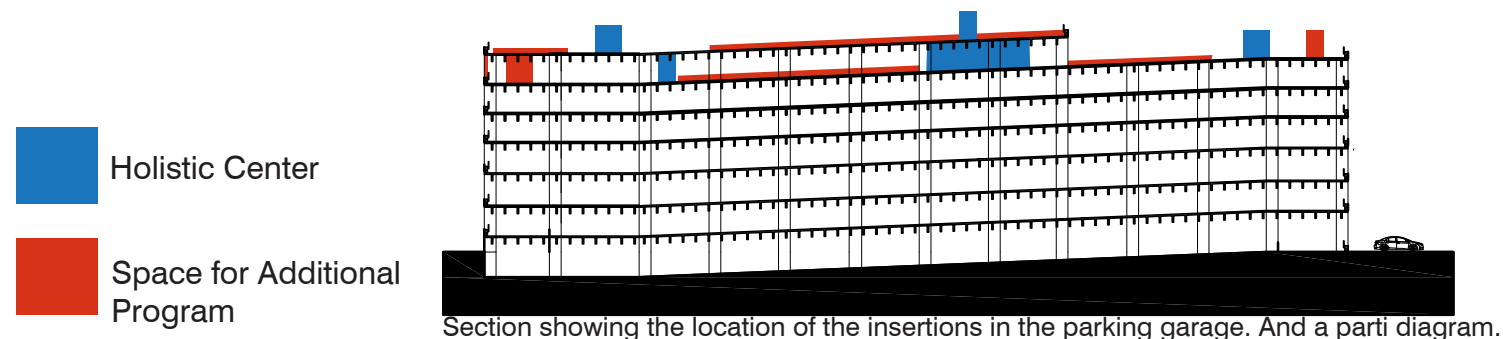 Holistic Center
Space for Additional
Program
Section showing the location of the insertions in the parking garage. And a parti diagram.